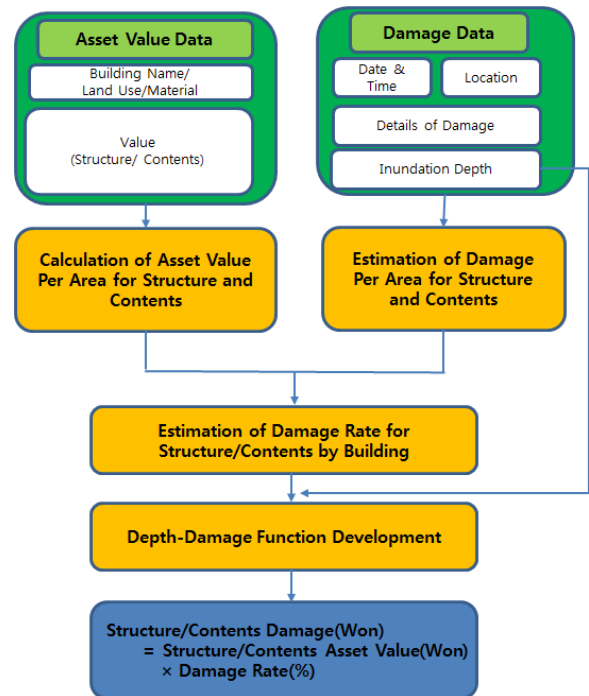 Asset Value Data
Building Name/
Land Use/Material
Value
(Structure/ Contents)
Damage Data
Date &
Time
Location
Details of Damage
Inundation Depth
Calculation of Asset Value
Per Area for Structure and
Contents
Estimation of Damage
Per Area for Structure
and Contents
Estimation of Damage Rate for
Structure/Contents by Building
Depth-Damage Function Development
Structure/Contents Damage(Won)
= Structure/Contents Asset Value(Won)
× Damage Rate(%)